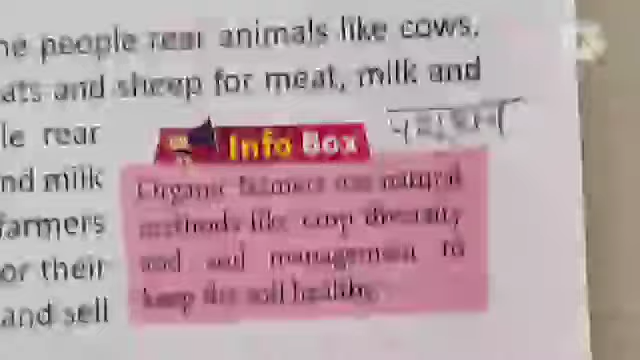 ne people rear animals like cows.
ats and sheep for meat, milk and
le rear
nd milk
farmers
or their
and sell
Info Box
Organic farmers use natural
methods like crop diversity
and soil management to
keep the soil healthy.